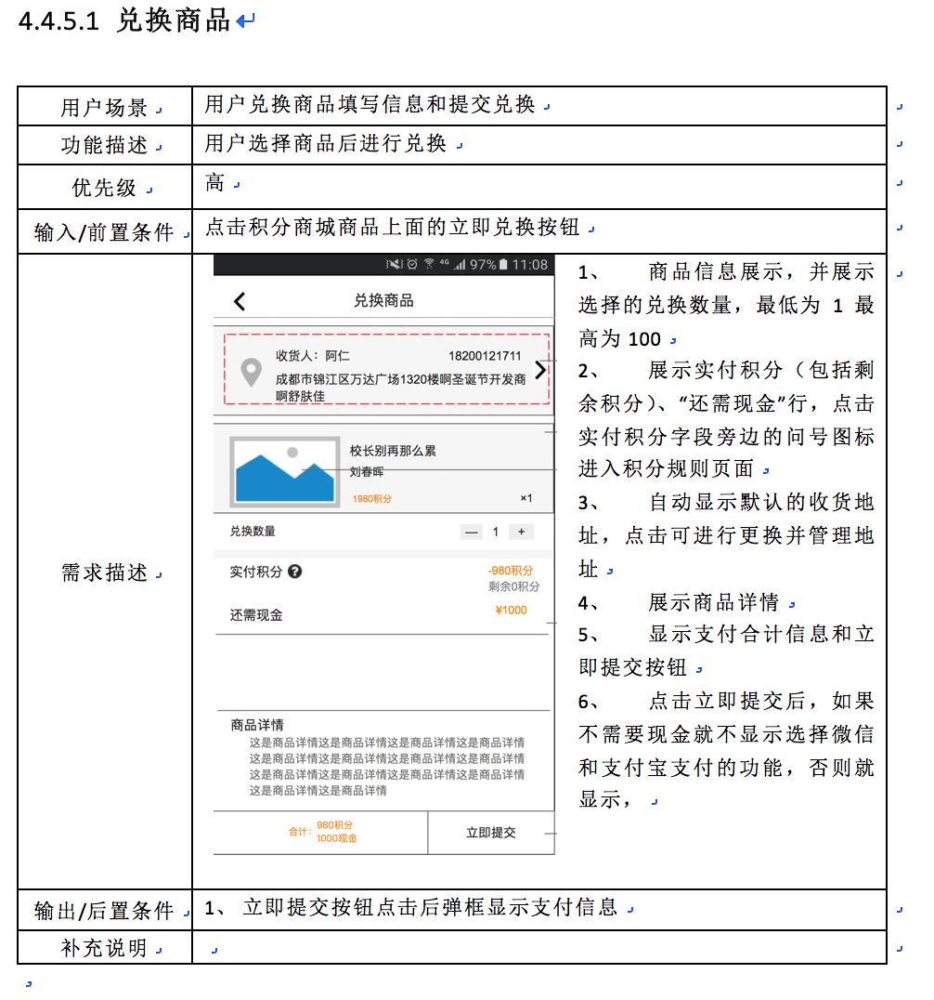 4.4.5.1 兑换商品
用户场景
用户兑换商品填写信息和提交兑换
功能描述
用户选择商品后进行兑换
优先级
高
输入/前置条件
点击积分商城商品上面的立即兑换按钮
需求描述
4G 97% 11:08
兑换商品
收货人：阿仁 18200121711
成都市锦江区万达广场1320楼啊圣诞节开发商
啊舒肤佳
校长别再那么累
刘春晖
1980积分 ×1
兑换数量 — 1 +
实付积分 ? -980积分
剩余0积分
还需现金 ¥1000
商品详情
这是商品详情这是商品详情这是商品详情这是商品详情
这是商品详情这是商品详情这是商品详情这是商品详情
这是商品详情这是商品详情这是商品详情这是商品详情
这是商品详情这是商品详情
合计：980积分
1000现金
立即提交
1、 商品信息展示，并展示
选择的兑换数量，最低为 1 最
高为 100
2、 展示实付积分（包括剩
余积分）、“还需现金”行，点击
实付积分字段旁边的问号图标
进入积分规则页面
3、 自动显示默认的收货地
址，点击可进行更换并管理地
址
4、 展示商品详情
5、 显示支付合计信息和立
即提交按钮
6、 点击立即提交后，如果
不需要现金就不显示选择微信
和支付宝支付的功能，否则就
显示，
输出/后置条件
1、 立即提交按钮点击后弹框显示支付信息
补充说明